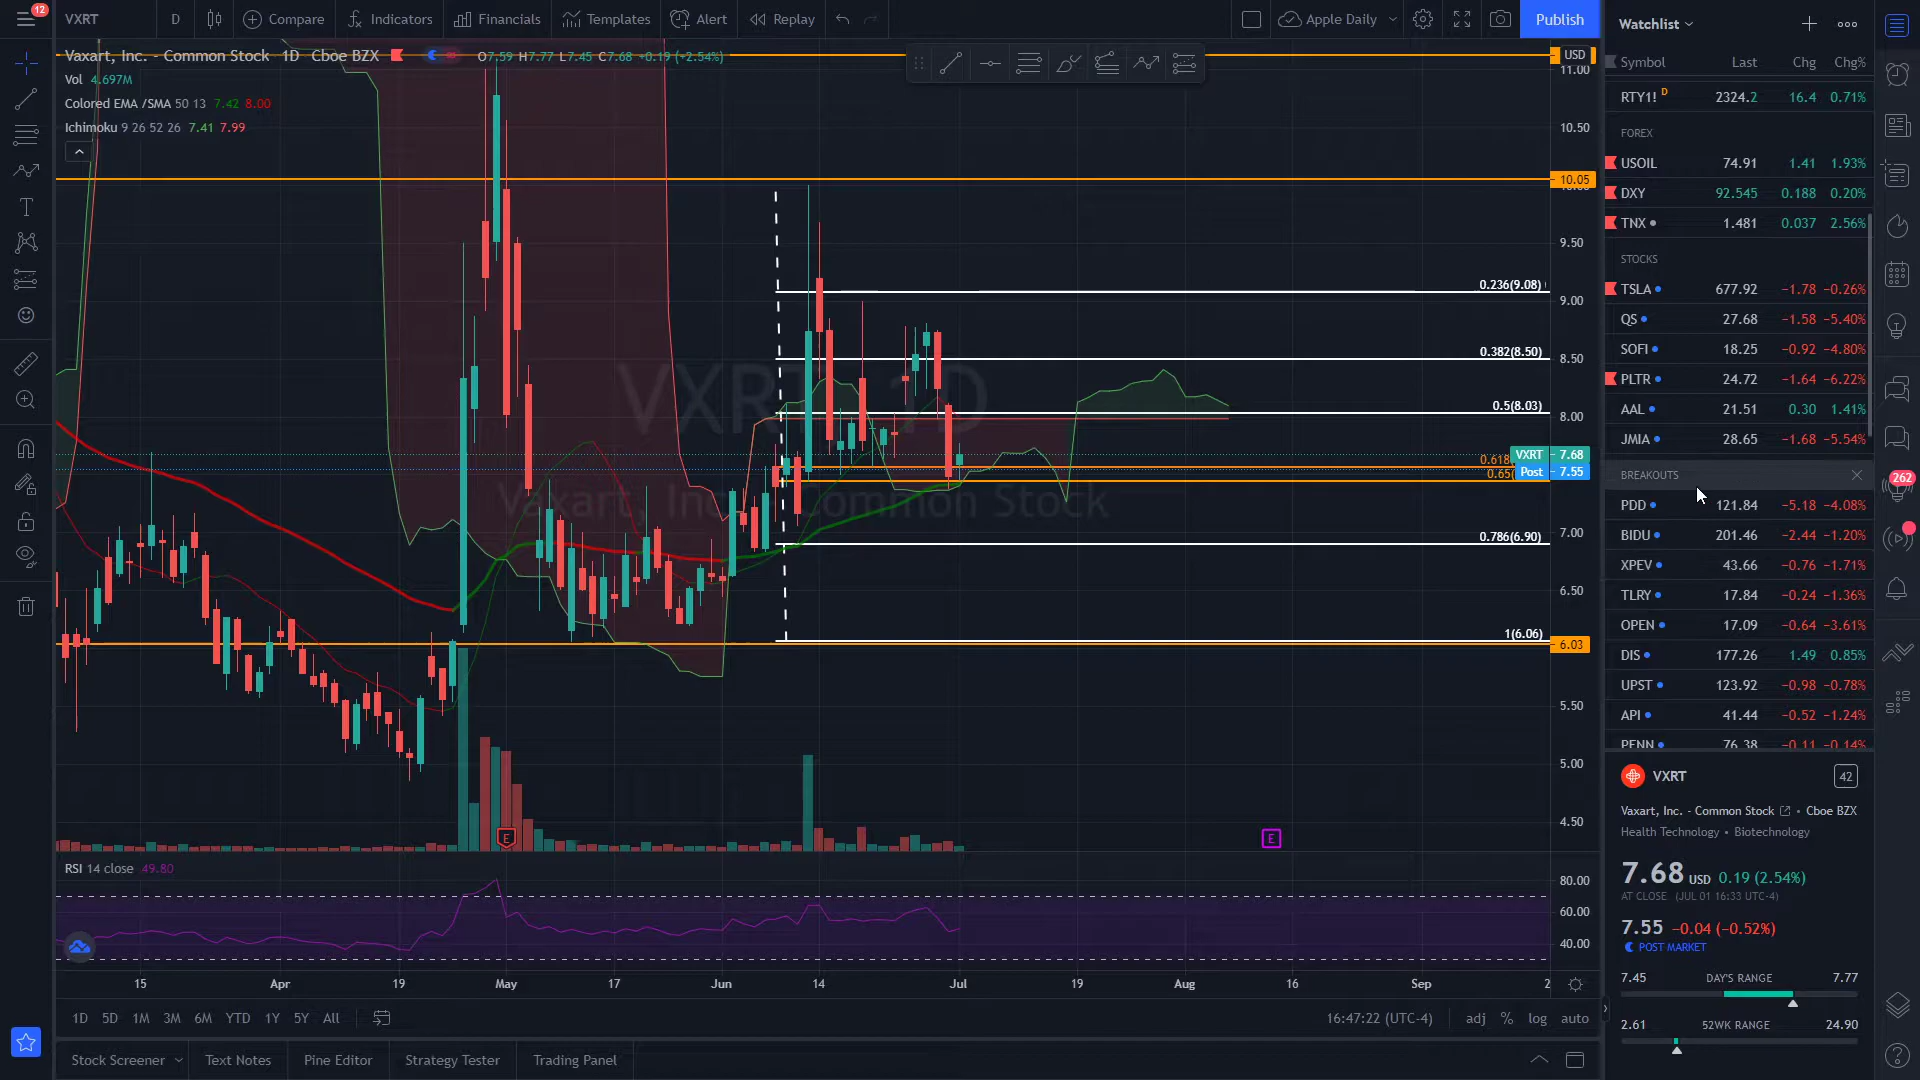 12
VXRT
D
Compare
Indicators
Financials
Templates
Alert
Replay
Apple Daily
Publish
Vaxart, Inc. - Common Stock 1D Cboe BZX O7.59 H7.77 L7.45 C7.68 +0.19 (+2.54%)
Vol 4.697M
Colored EMA /SMA 50 13 7.42 8.00
Ichimoku 9 26 52 26 7.41 7.99
VXRT, 1D
Vaxart, Inc. - Common Stock
0.236(9.08)
0.382(8.50)
0.5(8.03)
0.618
0.65(
0.786(6.90)
1(6.06)
USD
11.00
10.50
10.05
9.50
9.00
8.50
8.00
VXRT 7.68
Post 7.55
7.00
6.50
6.03
5.50
5.00
4.50
E
E
RSI 14 close 49.80
80.00
60.00
40.00
15 Apr 19 May 17 Jun 14 Jul 19 Aug 16 Sep 2
1D 5D 1M 3M 6M YTD 1Y 5Y All
16:47:22 (UTC-4) adj % log auto
Stock Screener Text Notes Pine Editor Strategy Tester Trading Panel
Watchlist
Symbol Last Chg Chg%
RTY1! D 2324.2 16.4 0.71%
FOREX
USOIL 74.91 1.41 1.93%
DXY 92.545 0.188 0.20%
TNX 1.481 0.037 2.56%
STOCKS
TSLA 677.92 −1.78 −0.26%
QS 27.68 −1.58 −5.40%
SOFI 18.25 −0.92 −4.80%
PLTR 24.72 −1.64 −6.22%
AAL 21.51 0.30 1.41%
JMIA 28.65 −1.68 −5.54%
BREAKOUTS
PDD 121.84 −5.18 −4.08%
BIDU 201.46 −2.44 −1.20%
XPEV 43.66 −0.76 −1.71%
TLRY 17.84 −0.24 −1.36%
OPEN 17.09 −0.64 −3.61%
DIS 177.26 1.49 0.85%
UPST 123.92 −0.98 −0.78%
API 41.44 −0.52 −1.24%
PENN 76.38 −0.11 −0.14%
VXRT 42
Vaxart, Inc. - Common Stock • Cboe BZX
Health Technology • Biotechnology
7.68 USD 0.19 (2.54%)
AT CLOSE (JUL 01 16:33 UTC-4)
7.55 −0.04 (−0.52%)
POST MARKET
7.45 DAY'S RANGE 7.77
2.61 52WK RANGE 24.90
262